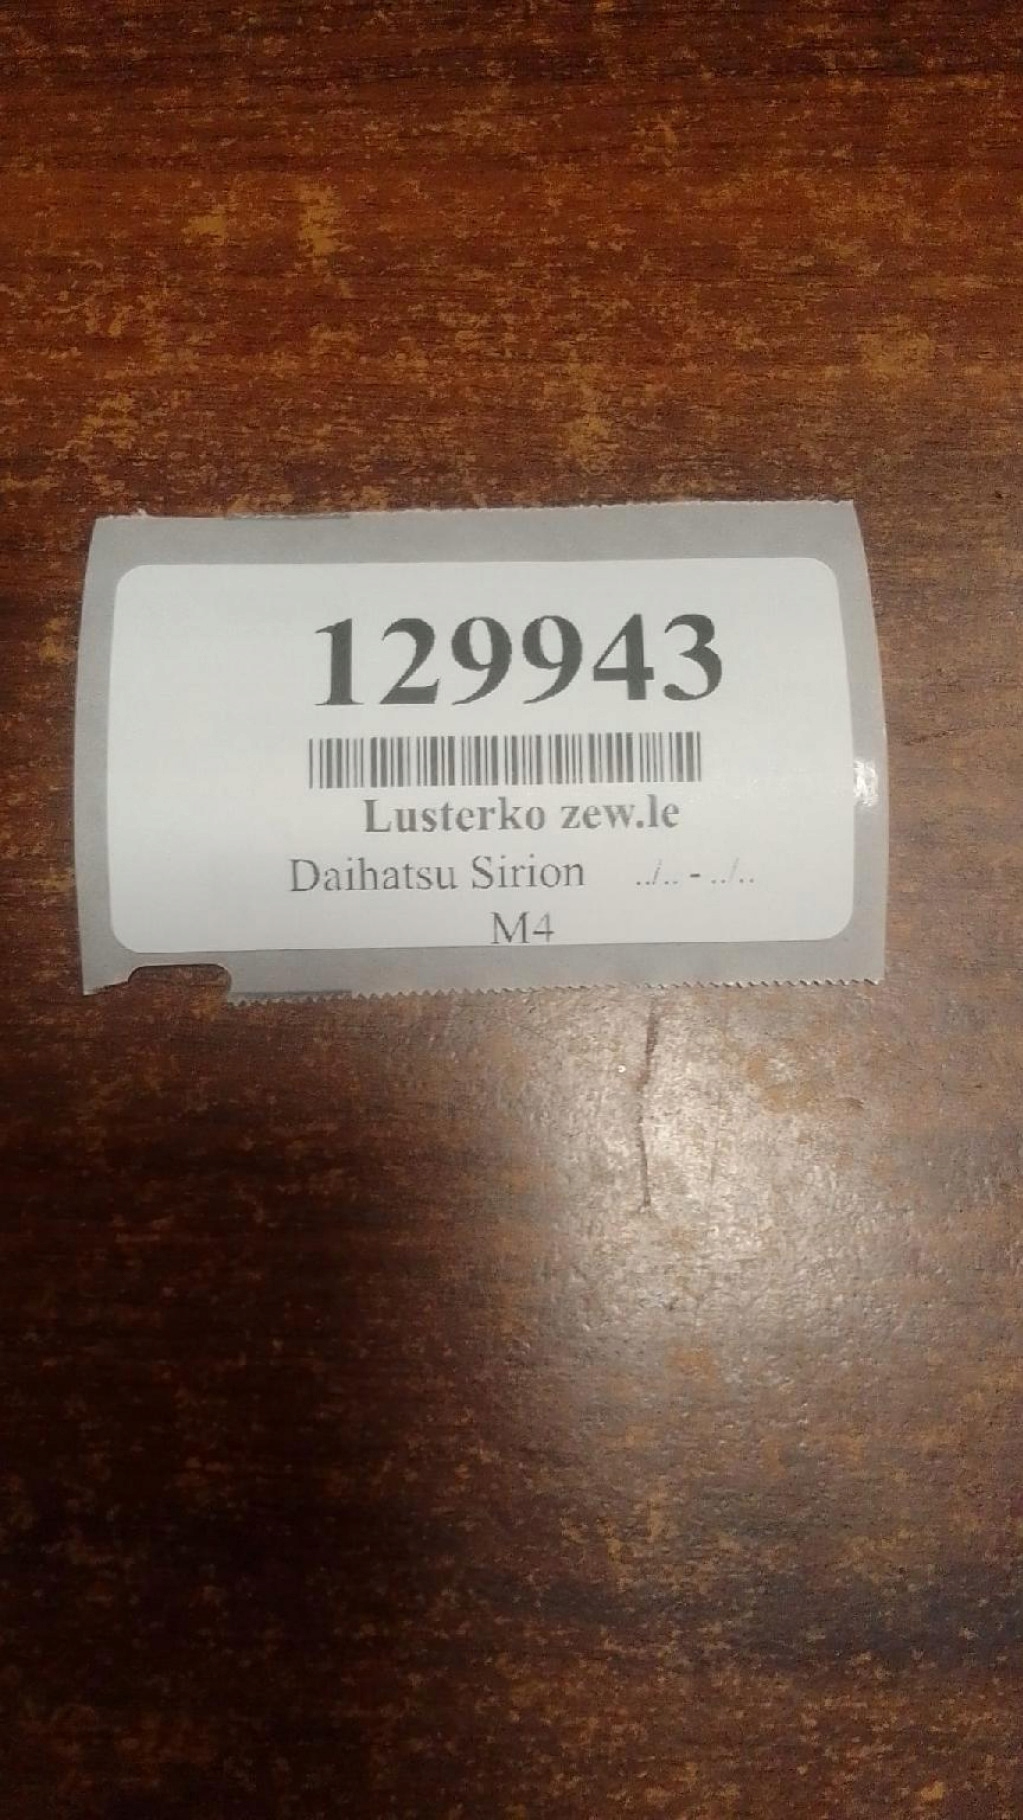 129943
Lusterko zew.le
Daihatsu Sirion ../.. - ../..
M4